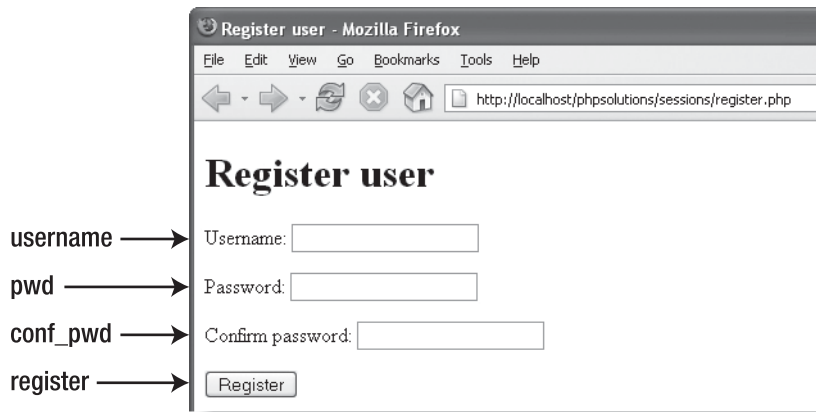 Register user - Mozilla Firefox
File Edit View Go Bookmarks Tools Help
http://localhost/phpsolutions/sessions/register.php
Register user
username Username:
pwd Password:
conf_pwd Confirm password:
register Register